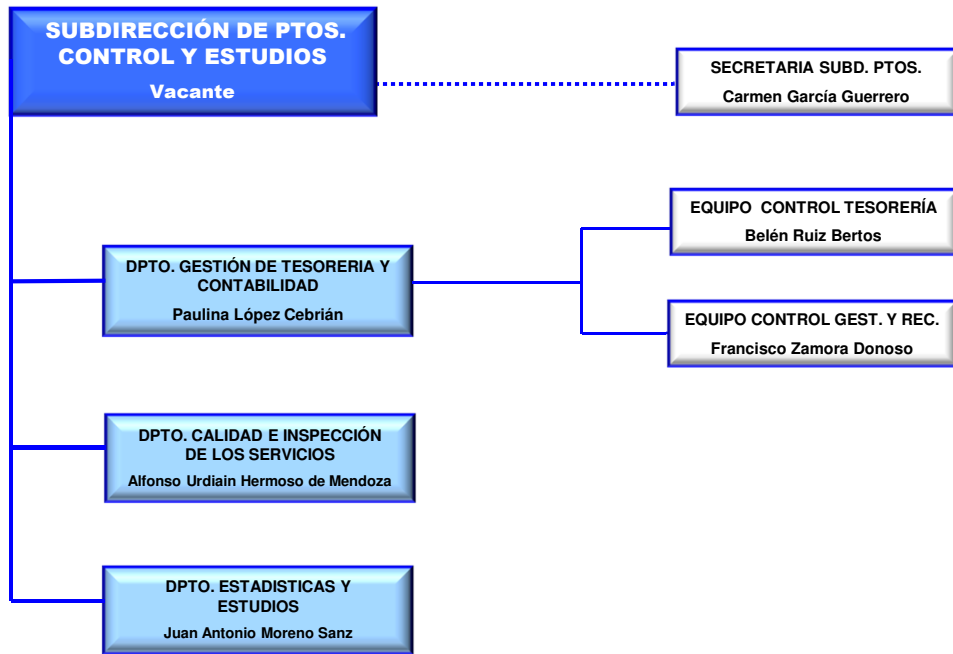 SUBDIRECCIÓN DE PTOS.
CONTROL Y ESTUDIOS
Vacante
SECRETARIA SUBD. PTOS.
Carmen García Guerrero
EQUIPO CONTROL TESORERÍA
Belén Ruiz Bertos
DPTO. GESTIÓN DE TESORERIA Y
CONTABILIDAD
Paulina López Cebrián
EQUIPO CONTROL GEST. Y REC.
Francisco Zamora Donoso
DPTO. CALIDAD E INSPECCIÓN
DE LOS SERVICIOS
Alfonso Urdiain Hermoso de Mendoza
DPTO. ESTADISTICAS Y
ESTUDIOS
Juan Antonio Moreno Sanz